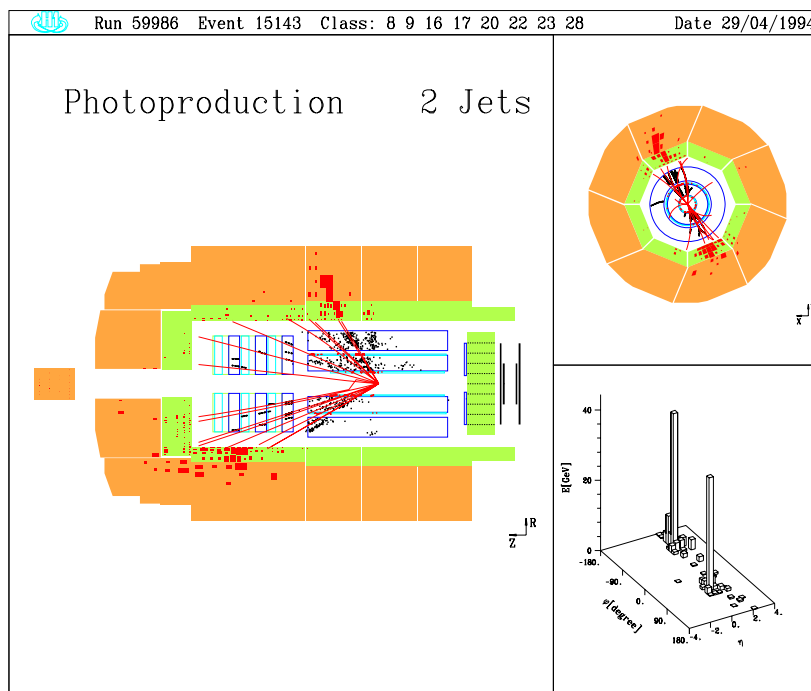 Run 59986 Event 15143 Class: 8 9 16 17 20 22 23 28 Date 29/04/1994
Photoproduction 2 Jets
R
Z
X
E[GeV]
40
20
0
-180.
-90.
0.
90.
180.
φ[degree]
-4.
-2.
0.
2.
4.
η